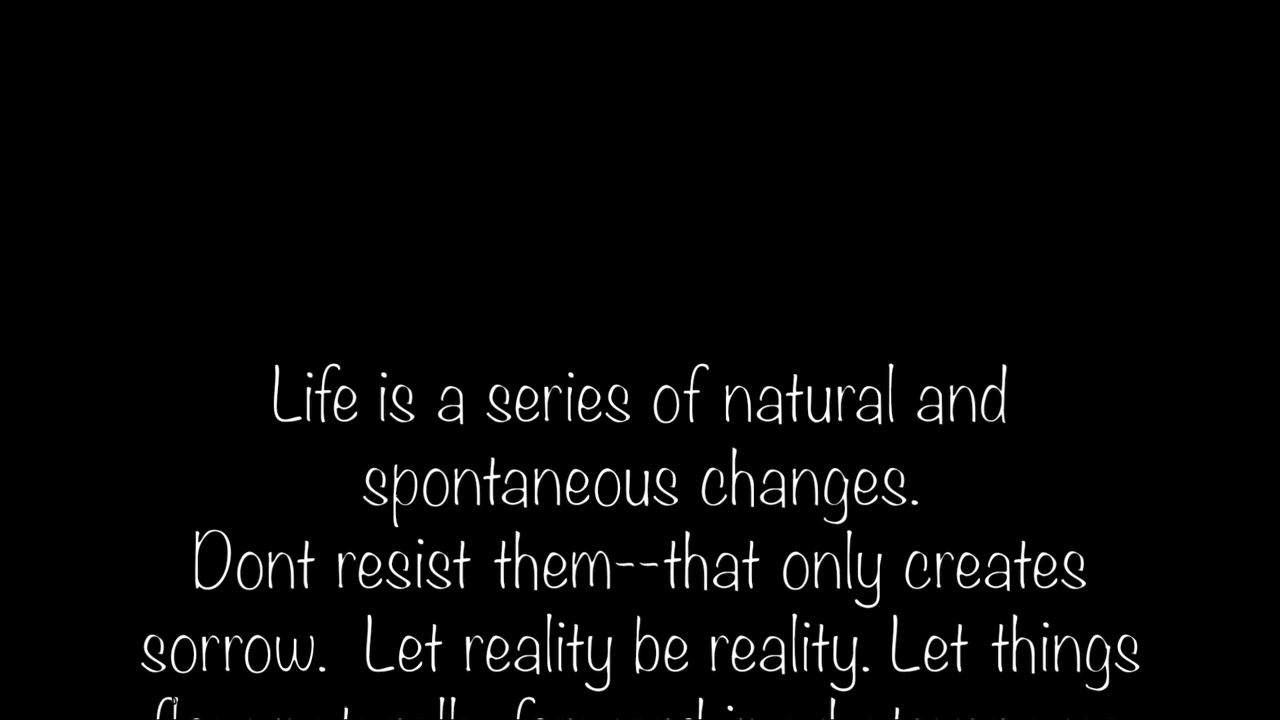 Life is a series of natural and
spontaneous changes.
Dont resist them--that only creates
sorrow.  Let reality be reality. Let things